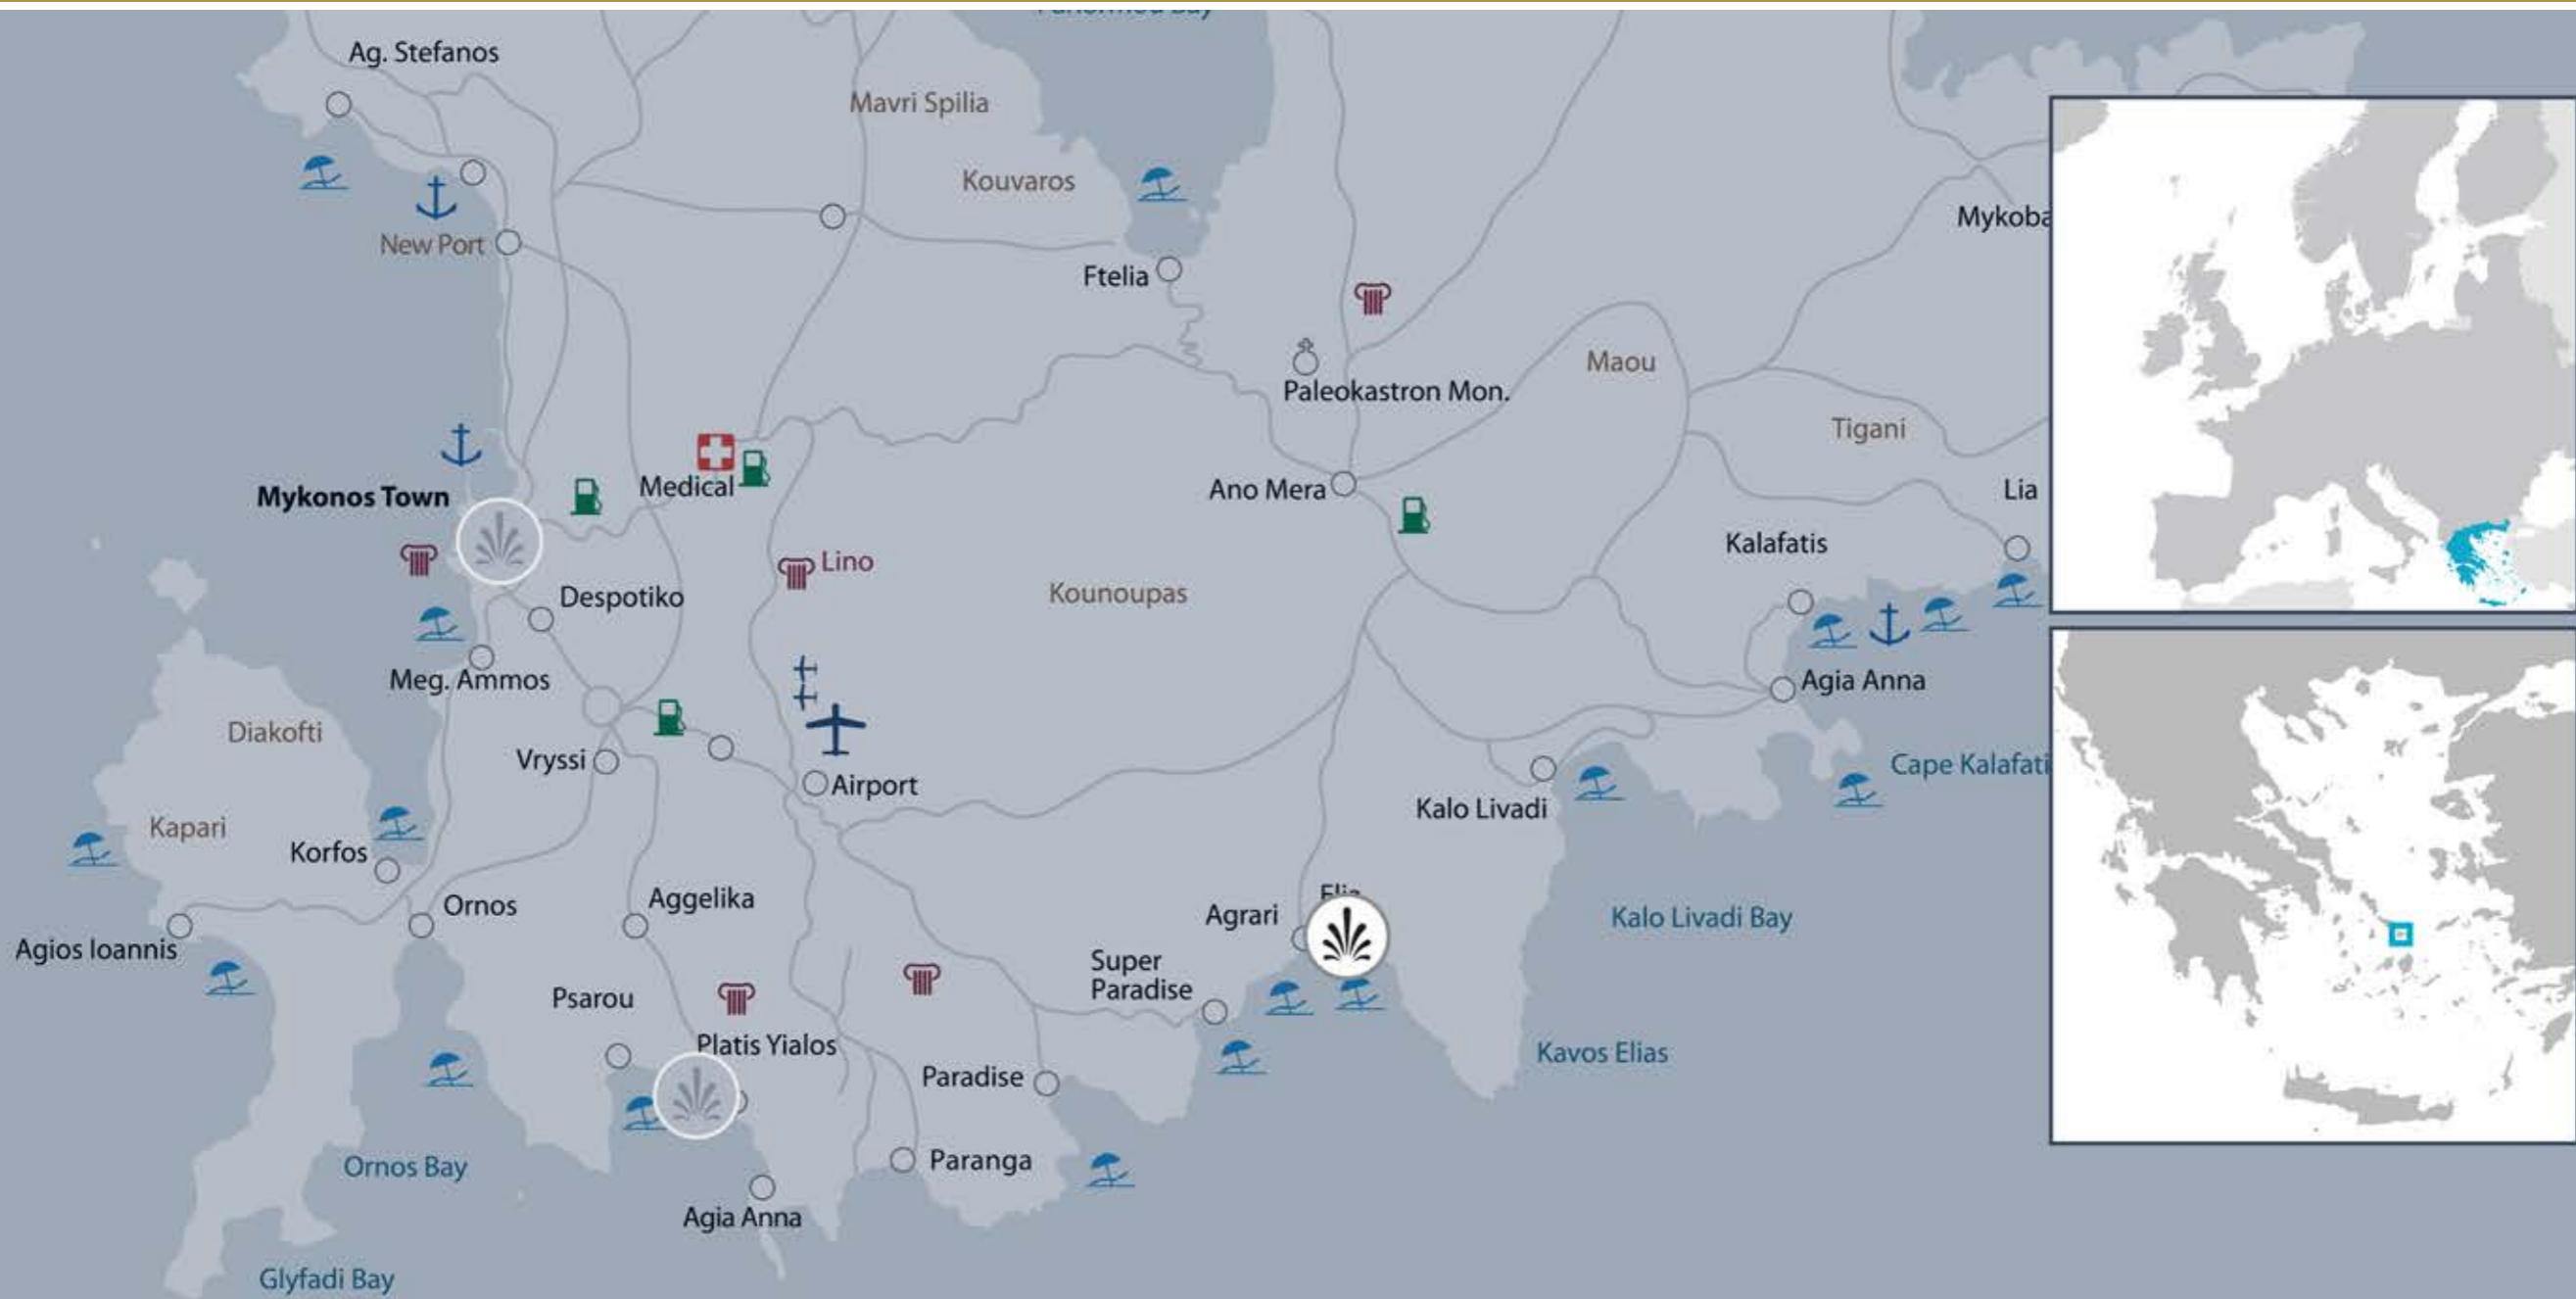 Ag. Stefanos
Mavri Spilia
Kouvaros
New Port
Ftelia
Mykoba
Paleokastron Mon.
Maou
Tigani
Mykonos Town
Medical
Ano Mera
Lia
Kalafatis
Lino
Kounoupas
Despotiko
Meg. Ammos
Agia Anna
Diakofti
Vryssi
Airport
Cape Kalafati
Kalo Livadi
Kapari
Korfos
Ornos
Aggelika
Agrari
Kalo Livadi Bay
Agios Ioannis
Super
Paradise
Psarou
Platis Yialos
Kavos Elias
Paradise
Ornos Bay
Paranga
Agia Anna
Glyfadi Bay